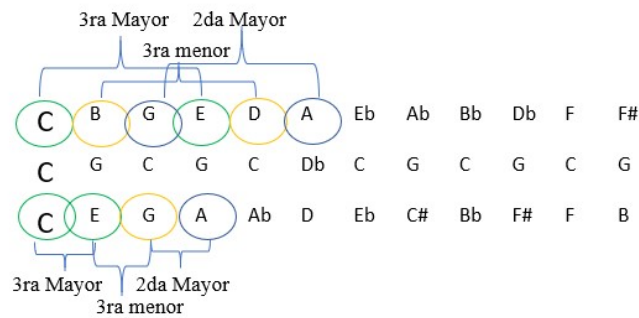 3ra Mayor 2da Mayor
3ra menor
C B G E D A Eb Ab Bb Db F F#
C G C G C Db C G C G C G
C E G A Ab D Eb C# Bb F# F B
3ra Mayor 2da Mayor
3ra menor